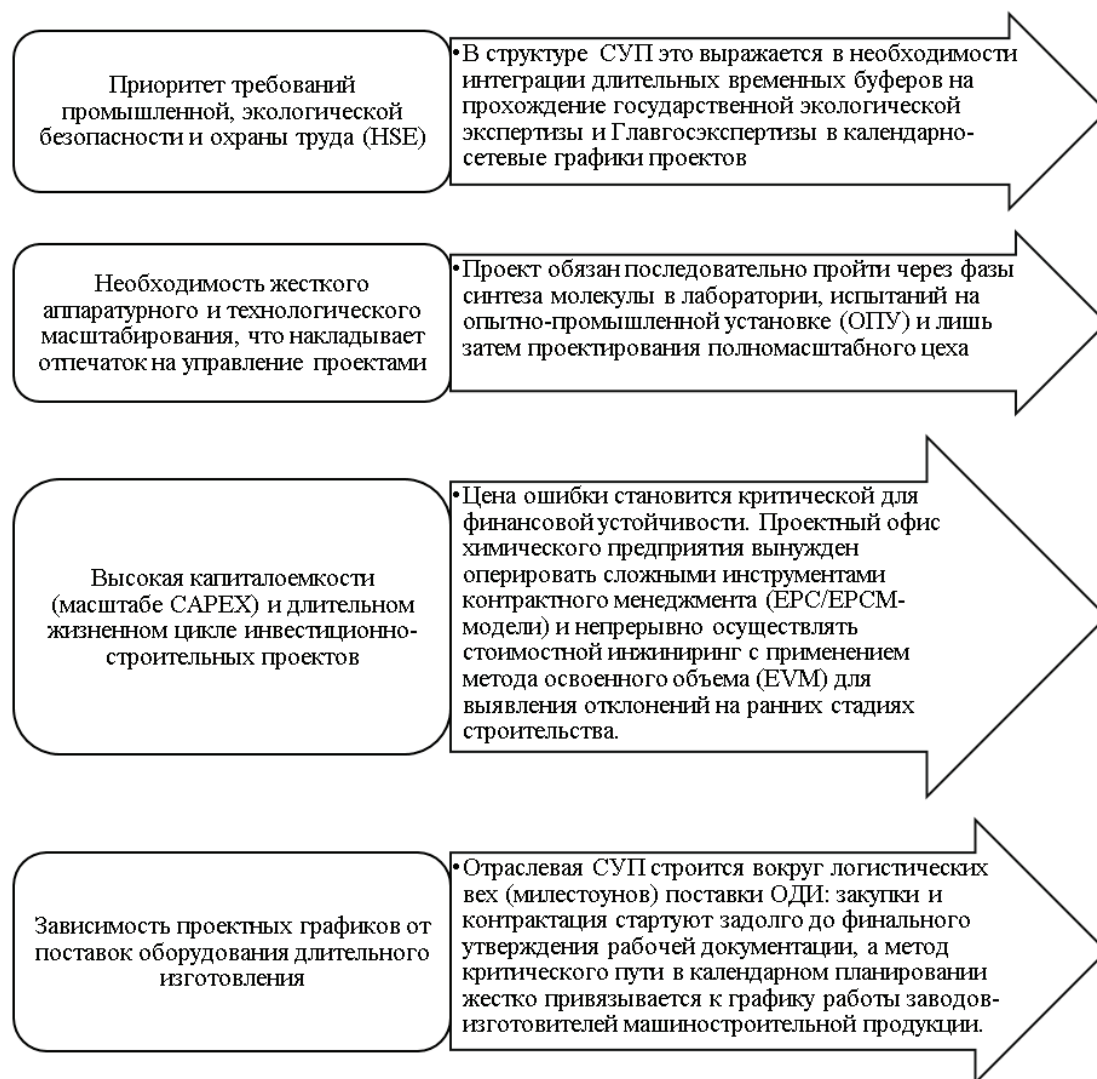 Приоритет требований
промышленной, экологической
безопасности и охраны труда (HSE)
•В структуре СУП это выражается в необходимости
интеграции длительных временных буферов на
прохождение государственной экологической
экспертизы и Главгосэкспертизы в календарно-
сетевые графики проектов
Необходимость жесткого
аппаратурного и технологического
масштабирования, что накладывает
отпечаток на управление проектами
•Проект обязан последовательно пройти через фазы
синтеза молекулы в лаборатории, испытаний на
опытно-промышленной установке (ОПУ) и лишь
затем проектирования полномасштабного цеха
Высокая капиталоемкости
(масштабе CAPEX) и длительном
жизненном цикле инвестиционно-
строительных проектов
•Цена ошибки становится критической для
финансовой устойчивости. Проектный офис
химического предприятия вынужден
оперировать сложными инструментами
контрактного менеджмента (EPC/EPCM-
модели) и непрерывно осуществлять
стоимостной инжиниринг с применением
метода освоенного объема (EVM) для
выявления отклонений на ранних стадиях
строительства.
Зависимость проектных графиков от
поставок оборудования длительного
изготовления
•Отраслевая СУП строится вокруг логистических
вех (милестоунов) поставки ОДИ: закупки и
контрактация стартуют задолго до финального
утверждения рабочей документации, а метод
критического пути в календарном планировании
жестко привязывается к графику работы заводов-
изготовителей машиностроительной продукции.